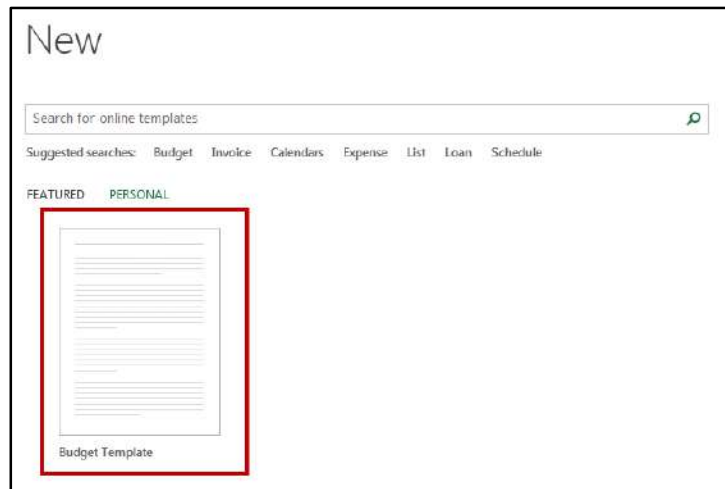 New
Search for online templates
Suggested searches: Budget Invoice Calendars Expense List Loan Schedule
FEATURED PERSONAL
Budget Template